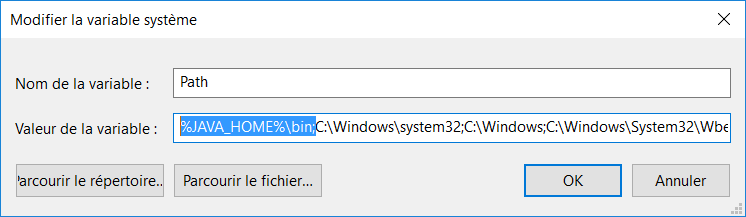 Modifier la variable système
Nom de la variable : Path
Valeur de la variable : %JAVA_HOME%\bin;C:\Windows\system32;C:\Windows;C:\Windows\System32\Wbe
Parcourir le répertoire... Parcourir le fichier... OK Annuler